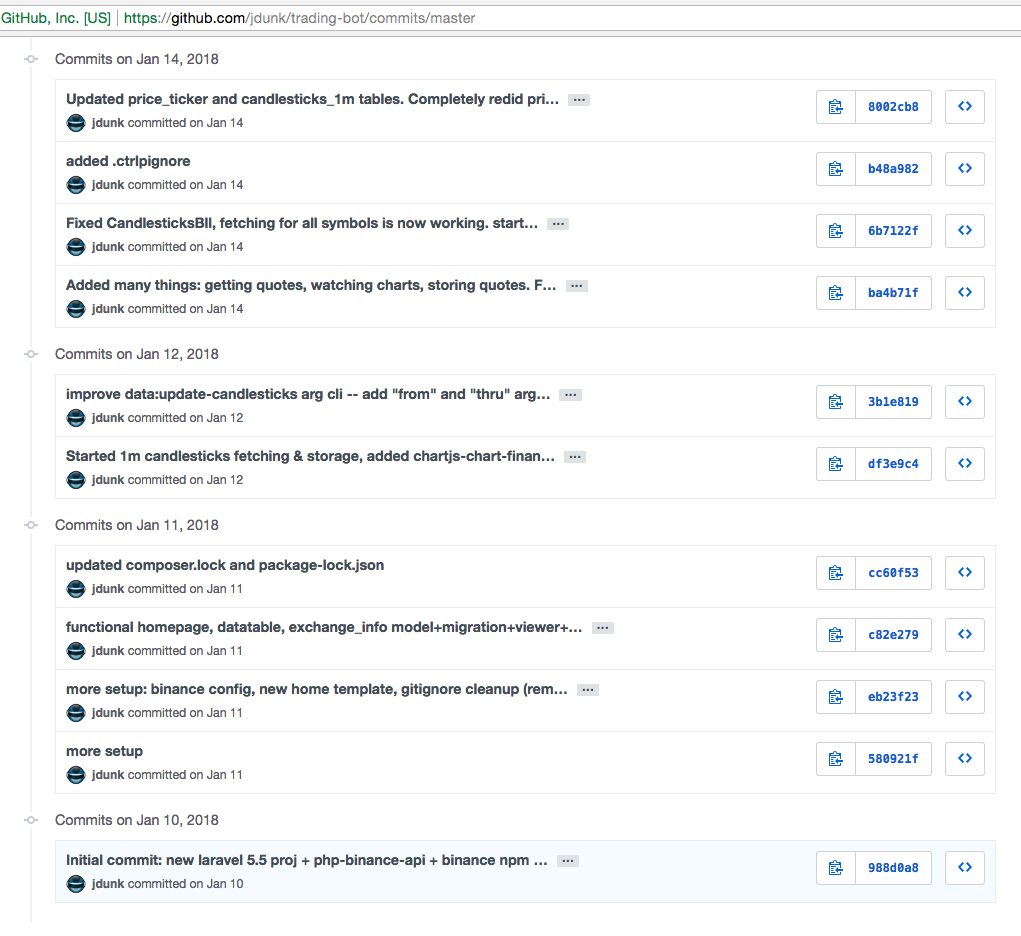 GitHub, Inc. [US] https://github.com/jdunk/trading-bot/commits/master
Commits on Jan 14, 2018
Updated price_ticker and candlesticks_1m tables. Completely redid pri… …
8002cb8
jdunk committed on Jan 14
added .ctrlpignore
b48a982
jdunk committed on Jan 14
Fixed CandlesticksBll, fetching for all symbols is now working. start… …
6b7122f
jdunk committed on Jan 14
Added many things: getting quotes, watching charts, storing quotes. F… …
ba4b71f
jdunk committed on Jan 14
Commits on Jan 12, 2018
improve data:update-candlesticks arg cli -- add "from" and "thru" arg… …
3b1e819
jdunk committed on Jan 12
Started 1m candlesticks fetching & storage, added chartjs-chart-finan… …
df3e9c4
jdunk committed on Jan 12
Commits on Jan 11, 2018
updated composer.lock and package-lock.json
cc60f53
jdunk committed on Jan 11
functional homepage, datatable, exchange_info model+migration+viewer+… …
c82e279
jdunk committed on Jan 11
more setup: binance config, new home template, gitignore cleanup (rem… …
eb23f23
jdunk committed on Jan 11
more setup
580921f
jdunk committed on Jan 11
Commits on Jan 10, 2018
Initial commit: new laravel 5.5 proj + php-binance-api + binance npm … …
988d0a8
jdunk committed on Jan 10